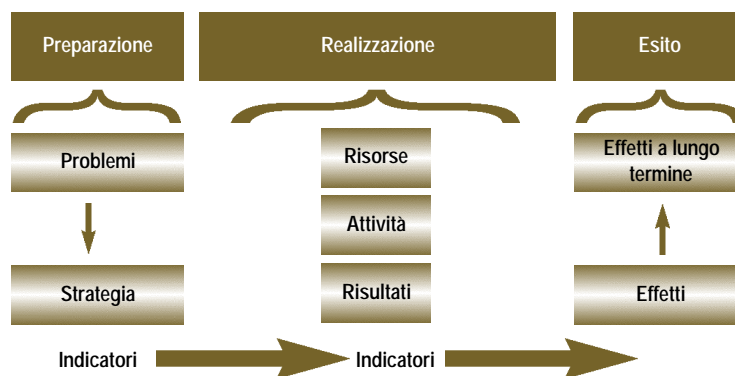 Preparazione
Realizzazione
Esito
Problemi
Risorse
Effetti a lungo
termine
Attività
Strategia
Risultati
Effetti
Indicatori
Indicatori